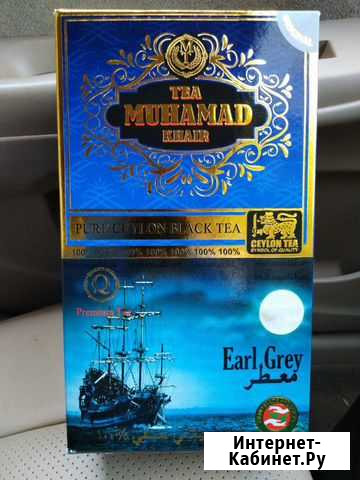 TEA
MUHAMAD
KHAIR
PURE CEYLON BLACK TEA
CEYLON TEA
SYMBOL OF QUALITY
100% 100% 100% 100% 100%
Premium Tea
Earl Grey
معطر
Интернет-
Кабинет.Ру